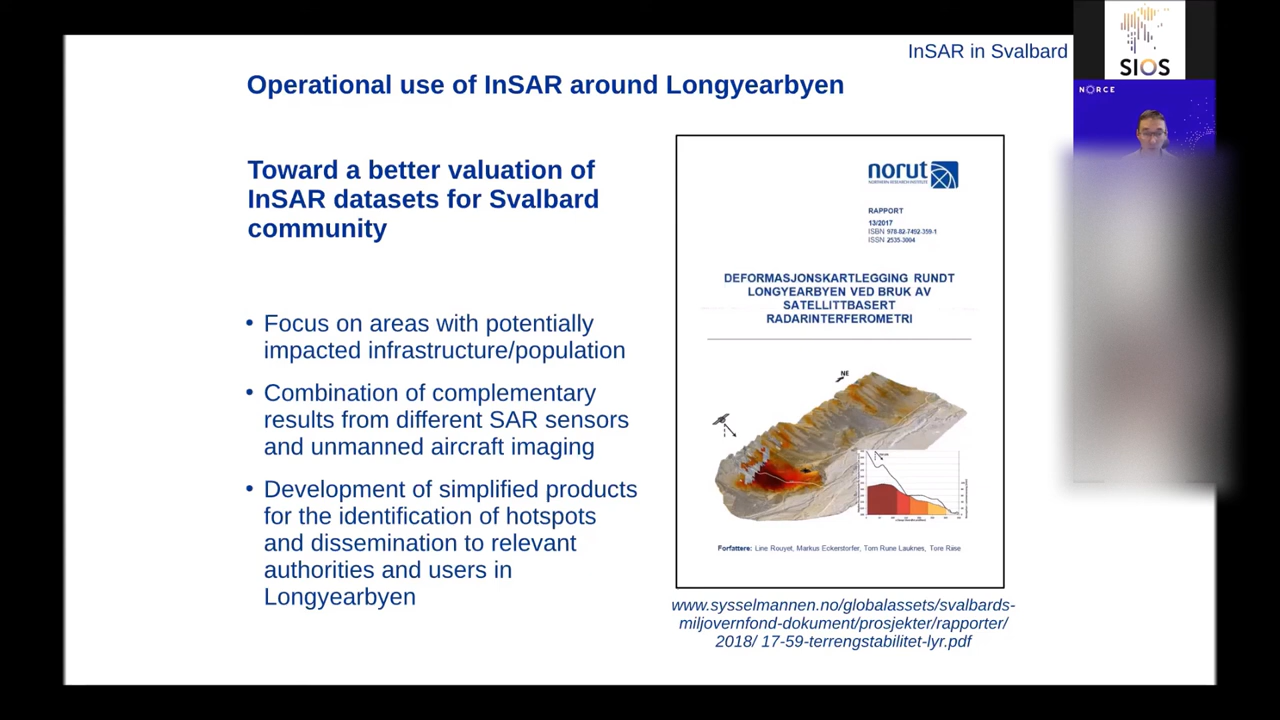 InSAR in Svalbard
SIOS
NORCE
Operational use of InSAR around Longyearbyen
Toward a better valuation of
InSAR datasets for Svalbard
community
• Focus on areas with potentially
impacted infrastructure/population
• Combination of complementary
results from different SAR sensors
and unmanned aircraft imaging
• Development of simplified products
for the identification of hotspots
and dissemination to relevant
authorities and users in
Longyearbyen
norut
NORTHERN RESEARCH INSTITUTE
RAPPORT
13/2017
ISBN 978-82-7492-359-1
ISSN 2535-3004
DEFORMASJONSKARTLEGGING RUNDT
LONGYEARBYEN VED BRUK AV
SATELLITTBASERT
RADARINTERFEROMETRI
NE
Forfattere: Line Rouyet, Markus Eckerstorfer, Tom Rune Lauknes, Tore Riise
www.sysselmannen.no/globalassets/svalbards-
miljovernfond-dokument/prosjekter/rapporter/
2018/ 17-59-terrengstabilitet-lyr.pdf